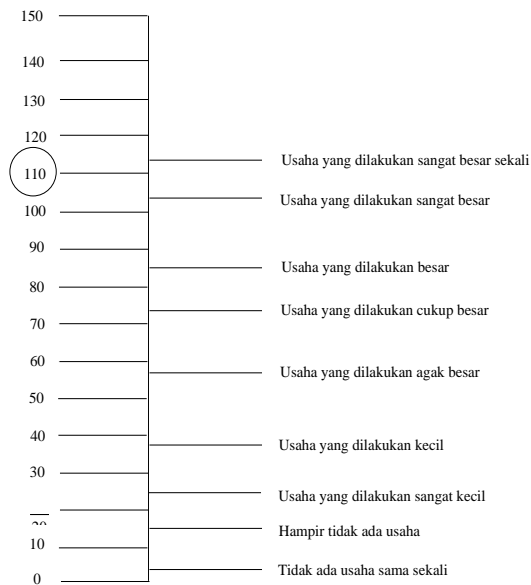 150
140
130
120
Usaha yang dilakukan sangat besar sekali
110
Usaha yang dilakukan sangat besar
100
90
Usaha yang dilakukan besar
80
Usaha yang dilakukan cukup besar
70
60
Usaha yang dilakukan agak besar
50
40
Usaha yang dilakukan kecil
30
Usaha yang dilakukan sangat kecil
20
Hampir tidak ada usaha
10
Tidak ada usaha sama sekali
0